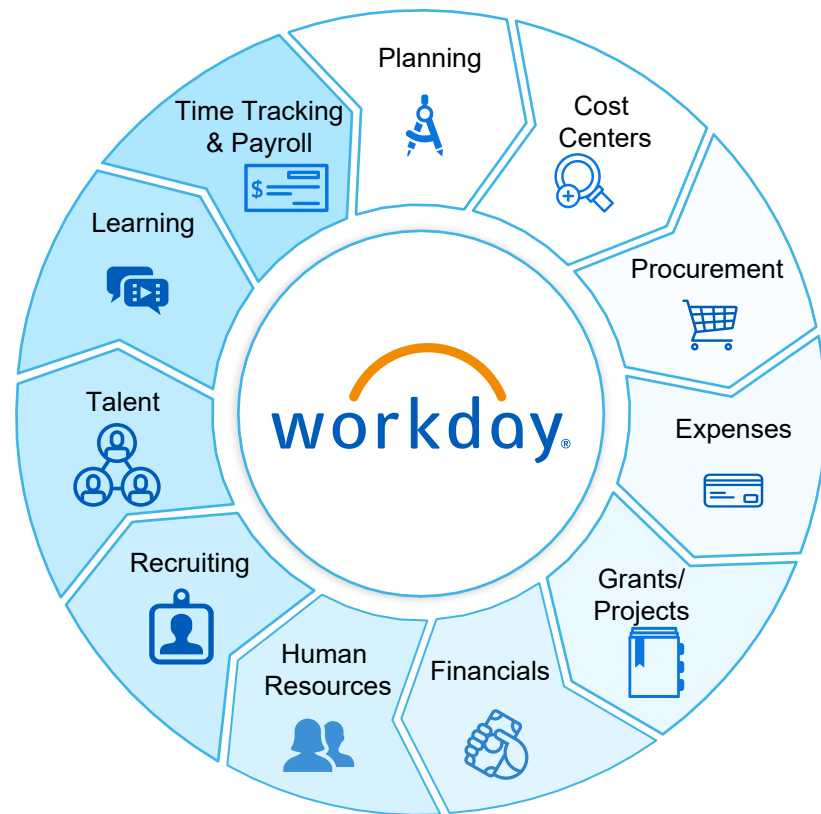 Planning
Cost
Centers
Procurement
Expenses
Grants/
Projects
Financials
Human
Resources
Recruiting
Talent
Learning
Time Tracking
& Payroll
$
workday®